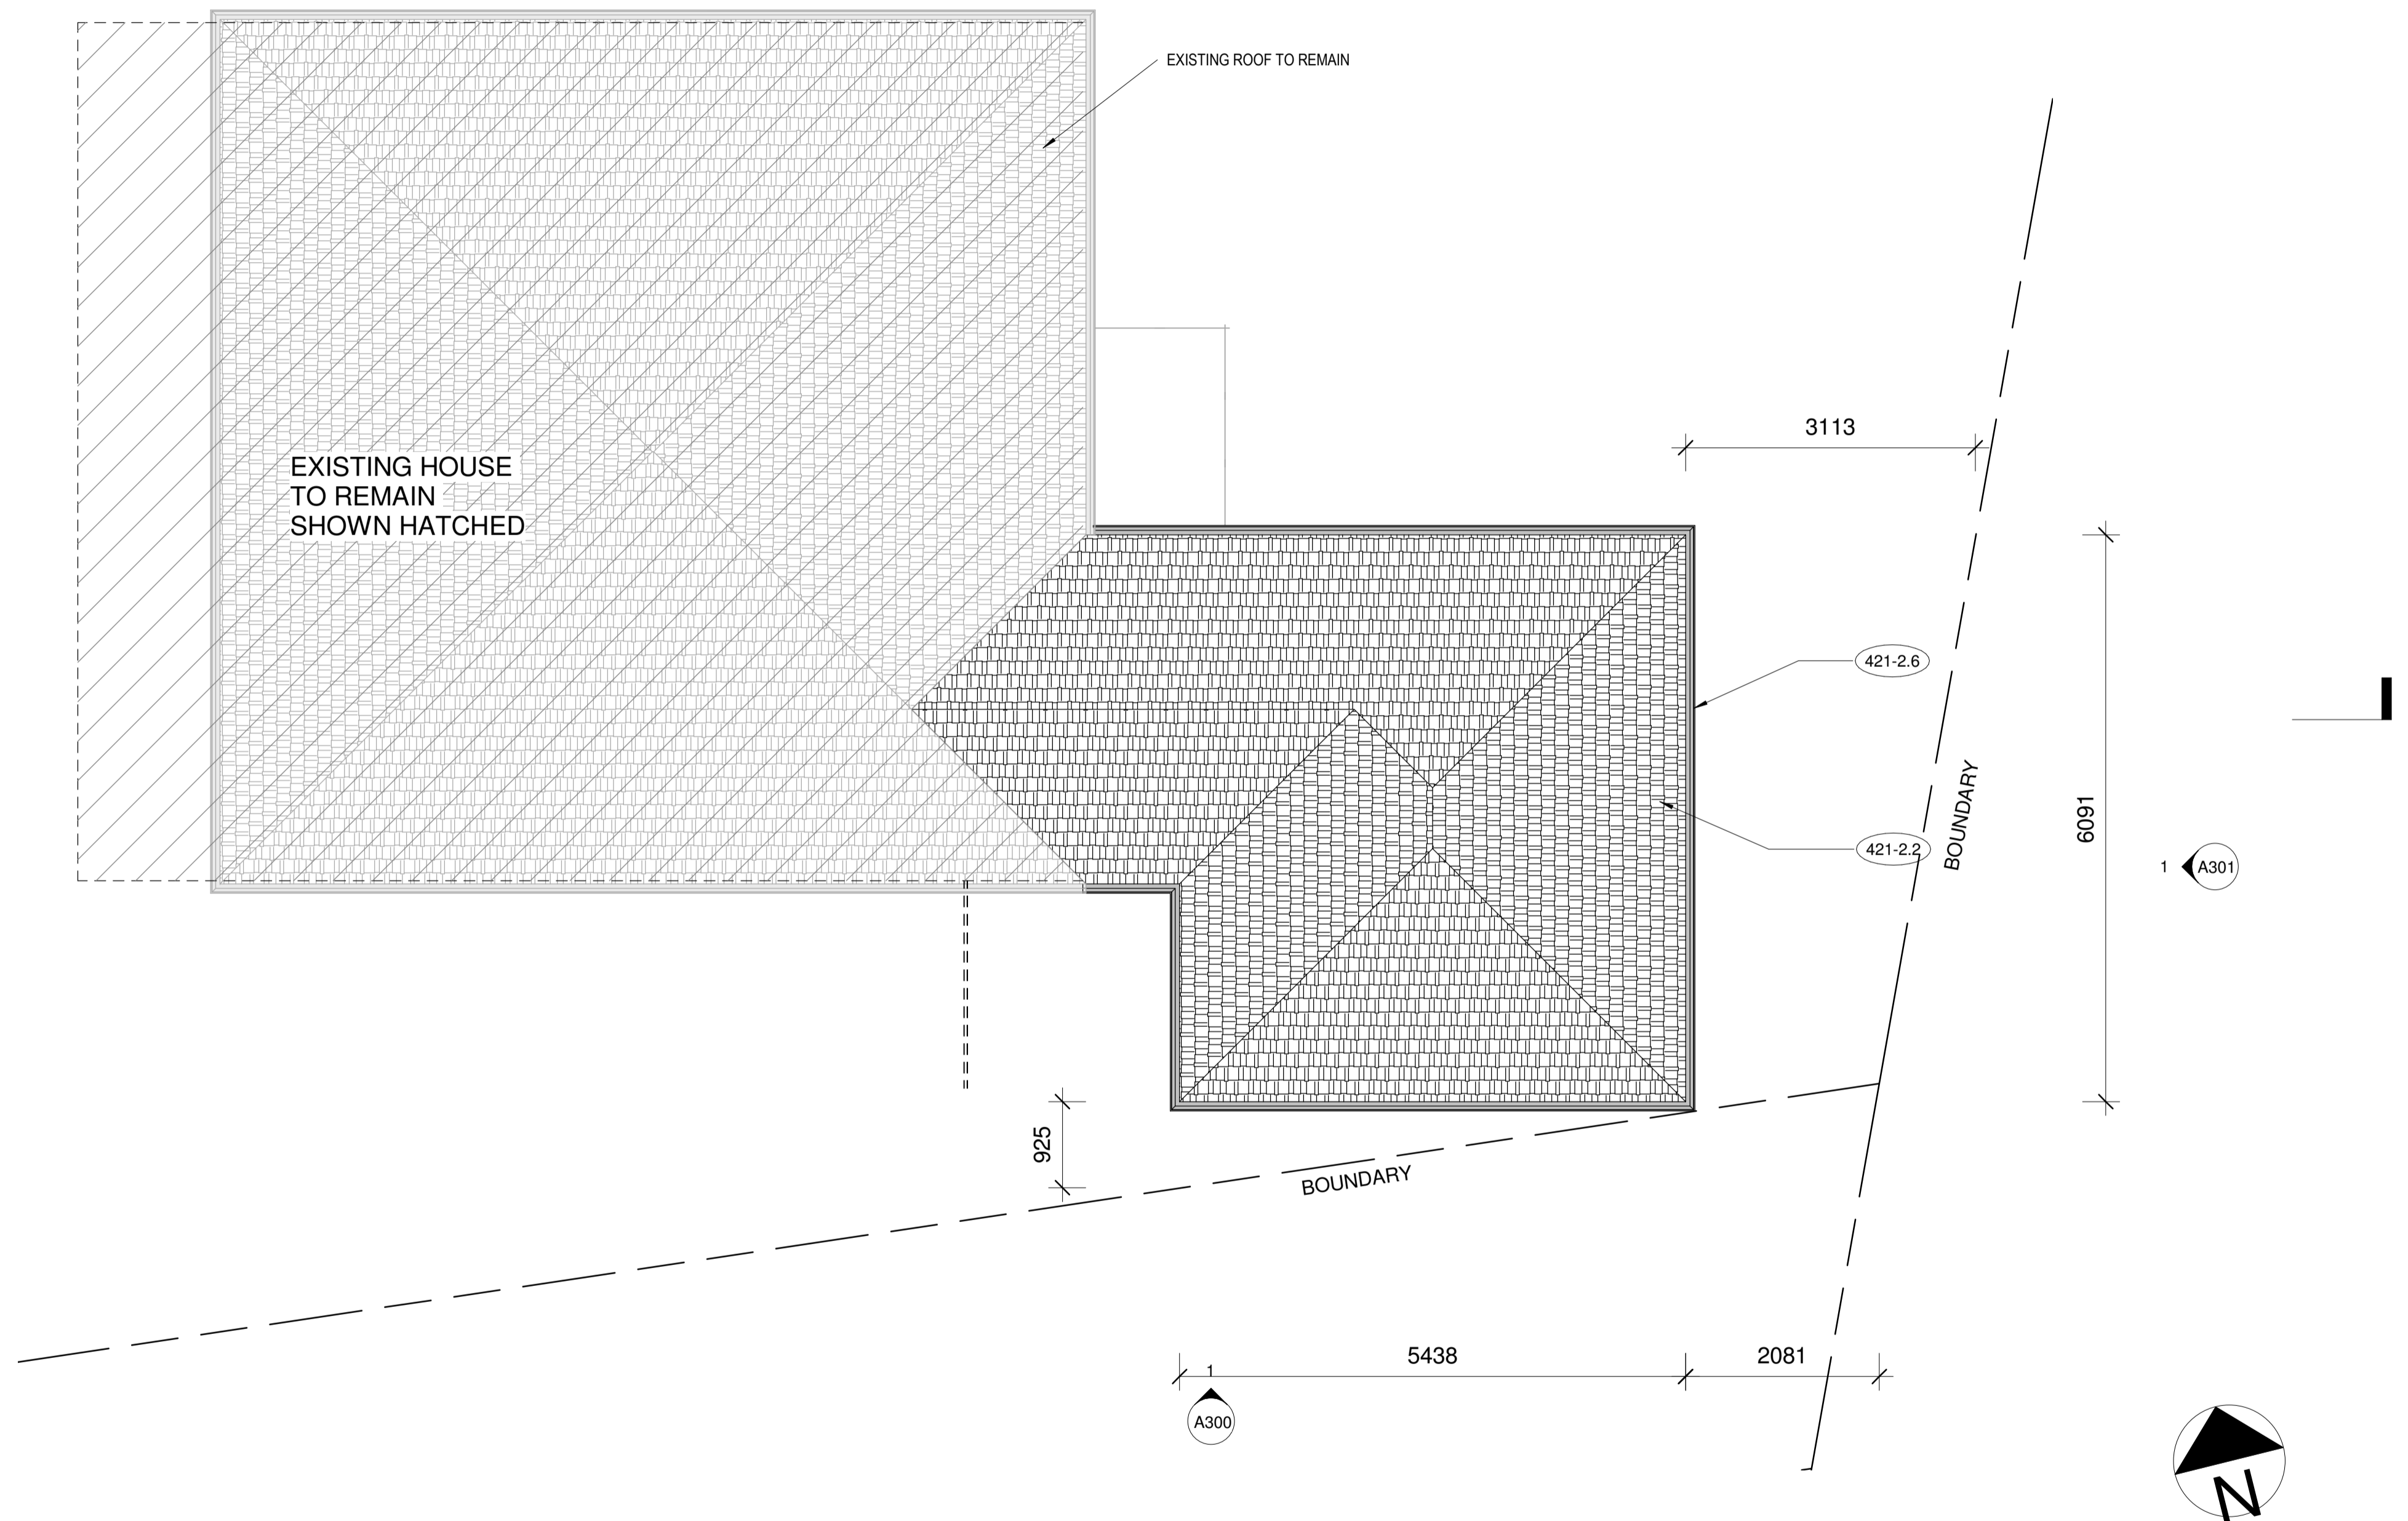 EXISTING ROOF TO REMAIN
3113
EXISTING HOUSE
TO REMAIN
SHOWN HATCHED
421-2.6
BOUNDARY
6091
421-2.2
1
A301
925
BOUNDARY
5438
2081
1
A300
N